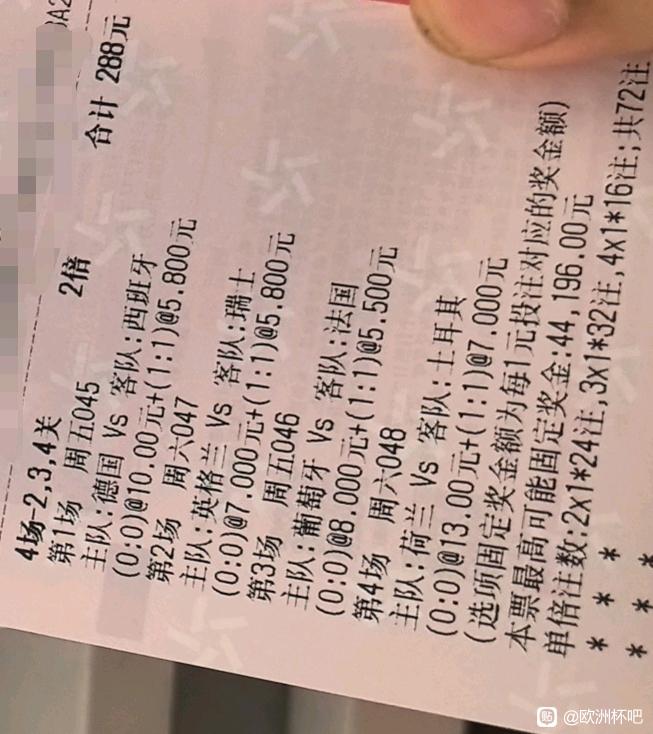 4场-2,3,4关 2倍 合计 288元
第1场 周五045
主队:德国 Vs 客队:西班牙
(0:0)@10.00元+(1:1)@5.800元
第2场 周六047
主队:英格兰 Vs 客队:瑞士
(0:0)@7.000元+(1:1)@5.800元
第3场 周五046
主队:葡萄牙 Vs 客队:法国
(0:0)@8.000元+(1:1)@5.500元
第4场 周六048
主队:荷兰 Vs 客队:土耳其
(0:0)@13.00元+(1:1)@7.000元
(选项固定奖金额为每1元投注对应的奖金额)
本票最高可能固定奖金:44,196.00元
单倍注数:2x1*24注,3x1*32注,4x1*16注;共72注
* * *
* * *
贴 @欧洲杯吧